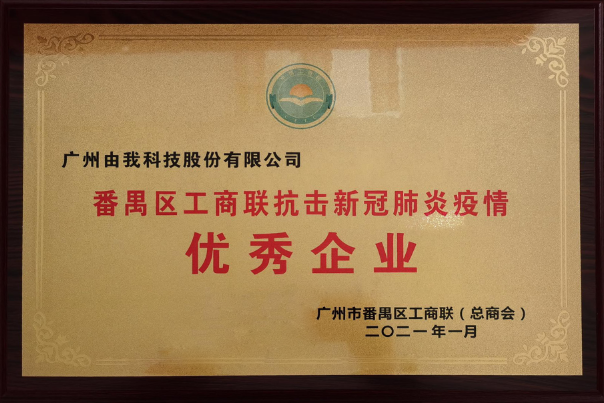 广州由我科技股份有限公司
番禺区工商联抗击新冠肺炎疫情
优秀企业
广州市番禺区工商联（总商会）
二〇二一年一月